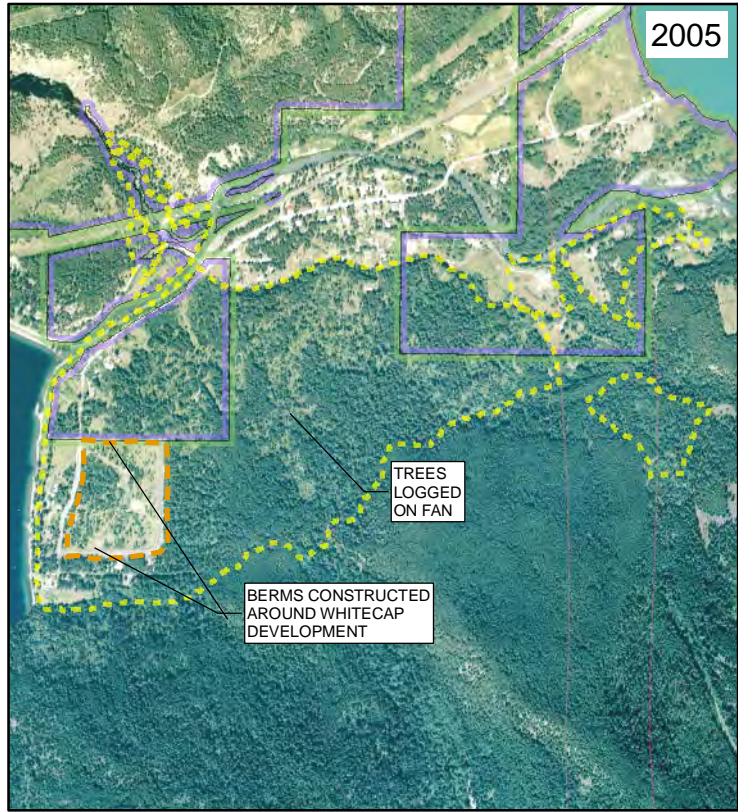 2005
TREES
LOGGED
ON FAN
BERMS CONSTRUCTED
AROUND WHITECAP
DEVELOPMENT